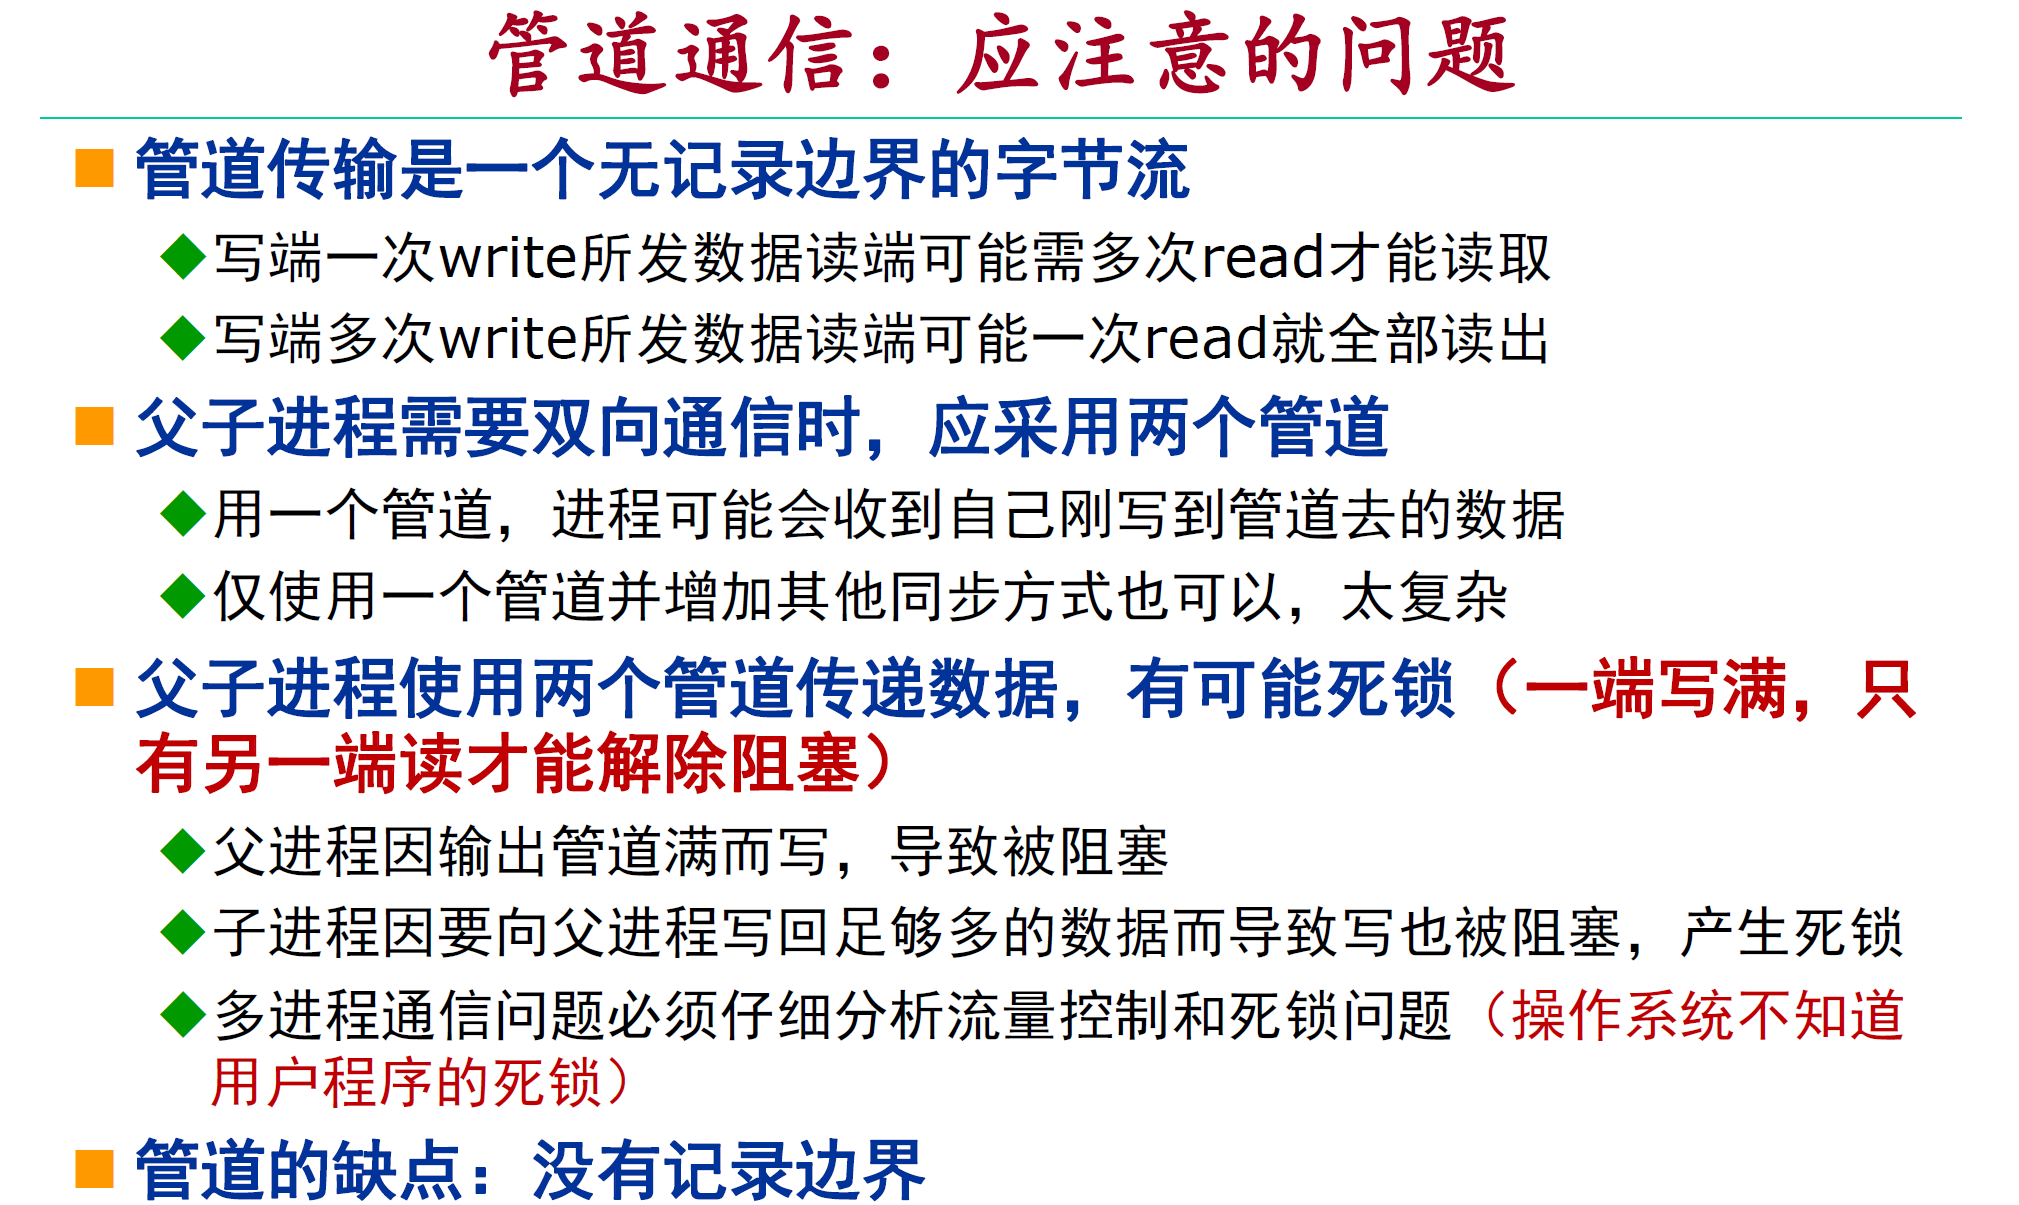 管道通信：应注意的问题
管道传输是一个无记录边界的字节流
写端一次write所发数据读端可能需多次read才能读取
写端多次write所发数据读端可能一次read就全部读出
父子进程需要双向通信时，应采用两个管道
用一个管道，进程可能会收到自己刚写到管道去的数据
仅使用一个管道并增加其他同步方式也可以，太复杂
父子进程使用两个管道传递数据，有可能死锁（一端写满，只
有另一端读才能解除阻塞）
父进程因输出管道满而写，导致被阻塞
子进程因要向父进程写回足够多的数据而导致写也被阻塞，产生死锁
多进程通信问题必须仔细分析流量控制和死锁问题（操作系统不知道
用户程序的死锁）
管道的缺点：没有记录边界